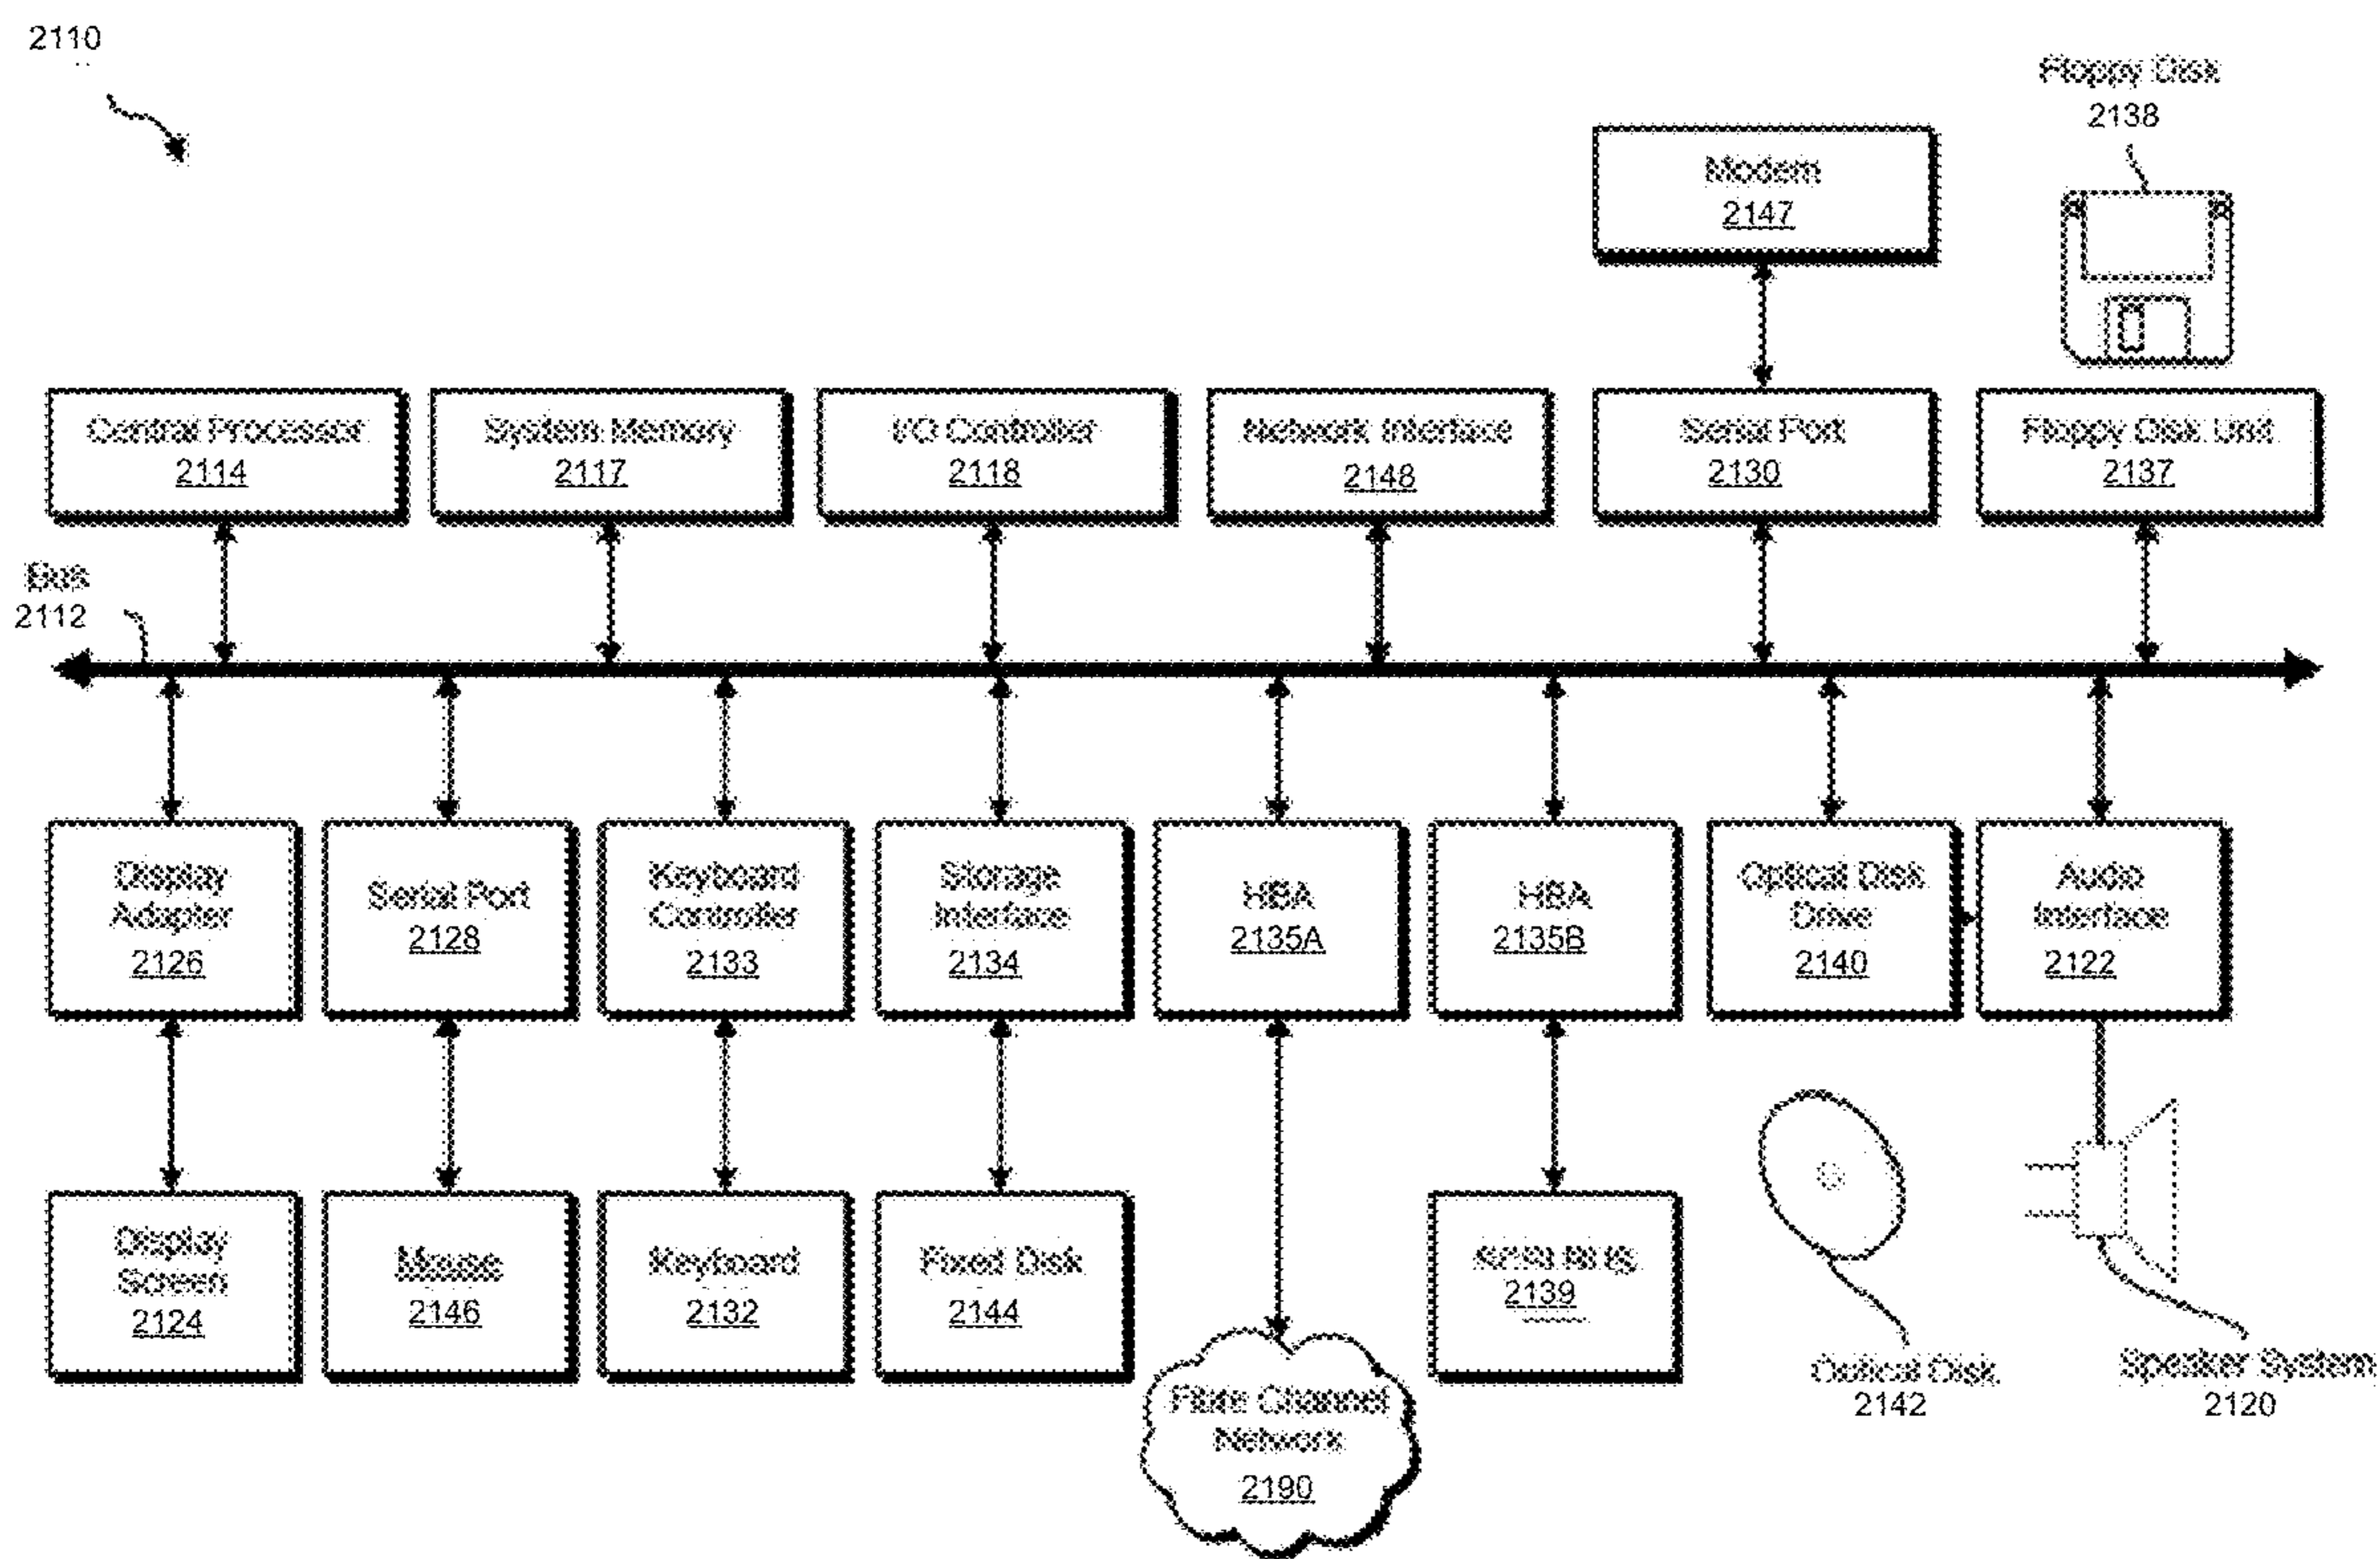 2110
Floppy Disk
2138
Modem
2147
Central Processor
2114
System Memory
2117
I/O Controller
2118
Network Interface
2148
Serial Port
2130
Floppy Disk Unit
2137
Bus
2112
Display
Adapter
2126
Serial Port
2128
Keyboard
Controller
2133
Storage
Interface
2134
HBA
2135A
HBA
2135B
Optical Disk
Drive
2140
Audio
Interface
2122
Display
Screen
2124
Mouse
2146
Keyboard
2132
Fixed Disk
2144
Fibre Channel
Network
2190
SCSI BUS
2139
Optical Disk
2142
Speaker System
2120